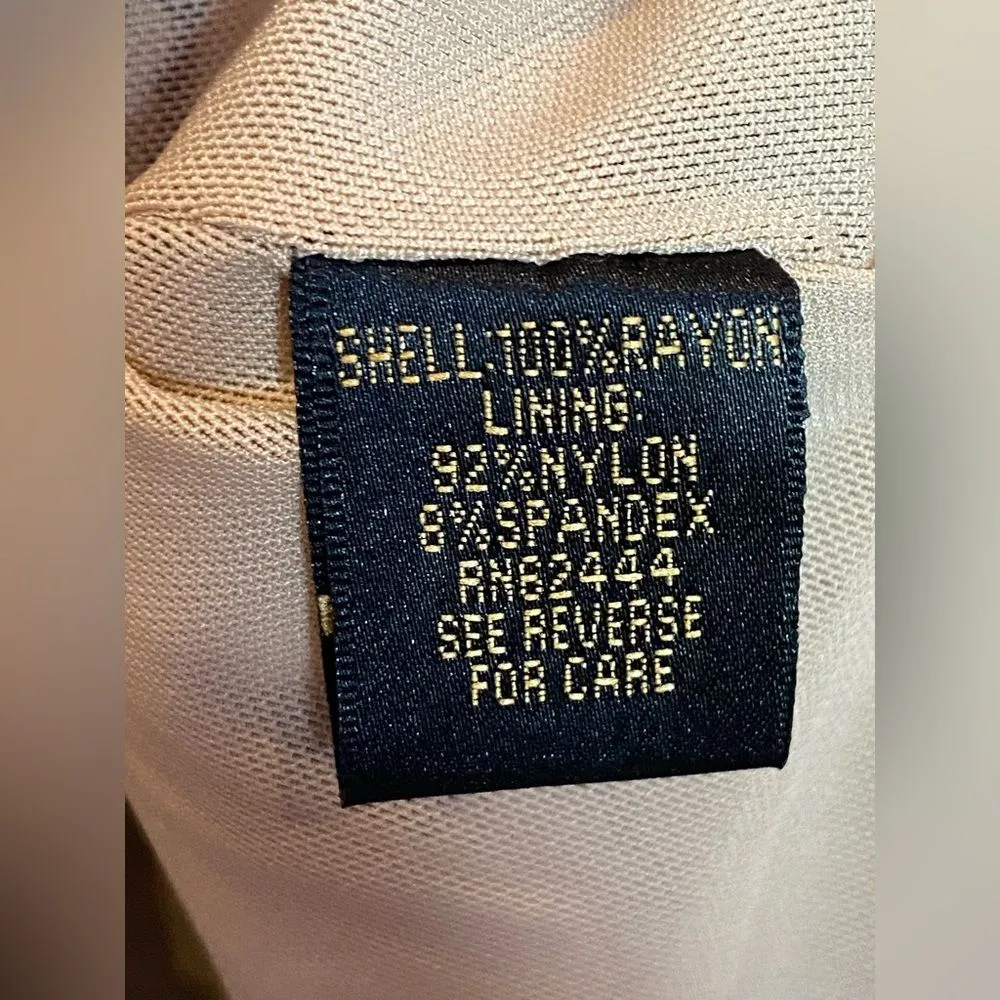 SHELL:100%RAYON
LINING:
92%NYLON
8%SPANDEX
RN62444
SEE REVERSE
FOR CARE